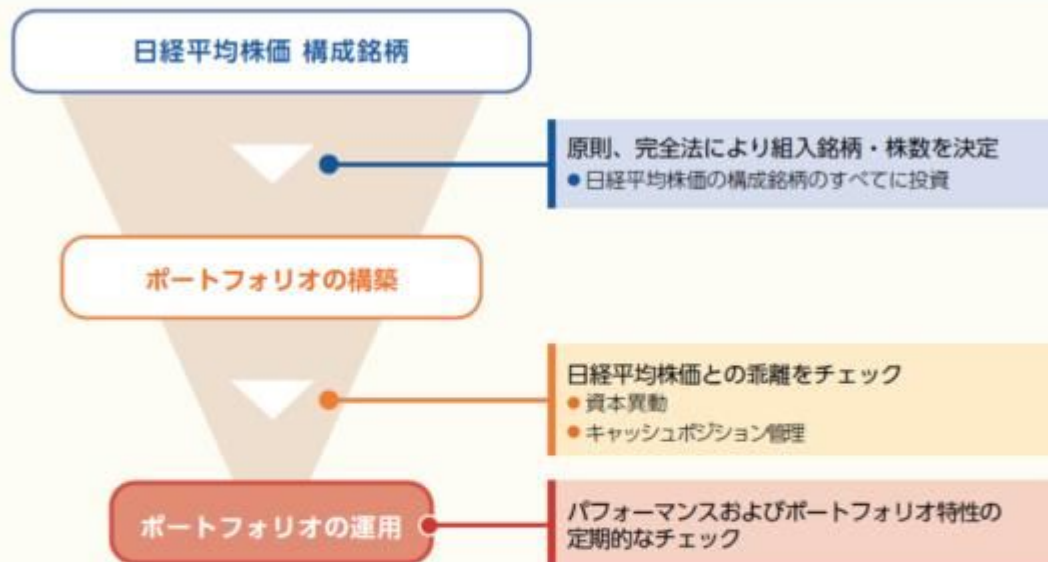 日経平均株価 構成銘柄
原則、完全法により組入銘柄・株数を決定
● 日経平均株価の構成銘柄のすべてに投資
ポートフォリオの構築
日経平均株価との乖離をチェック
● 資本異動
● キャッシュポジション管理
ポートフォリオの運用
パフォーマンスおよびポートフォリオ特性の
定期的なチェック